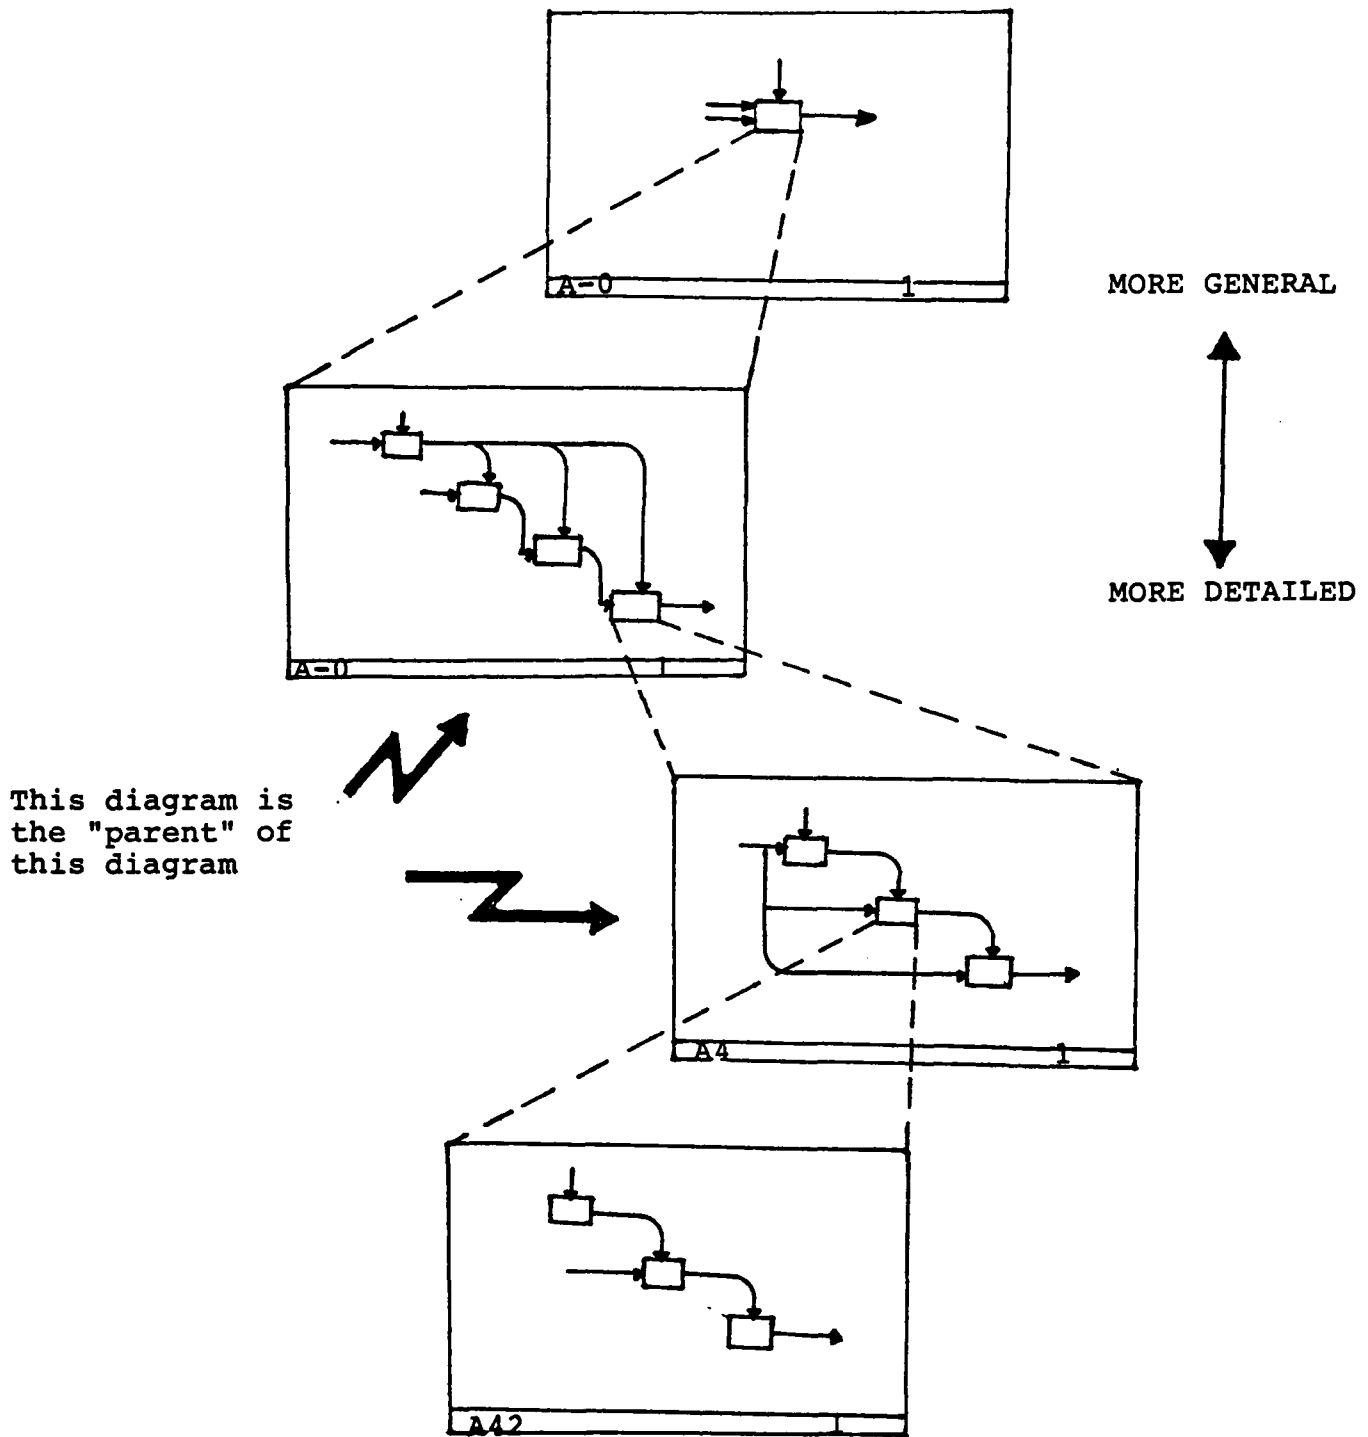 A-0 1
MORE GENERAL
MORE DETAILED
A-0
This diagram is
the "parent" of
this diagram
A4 1
A42